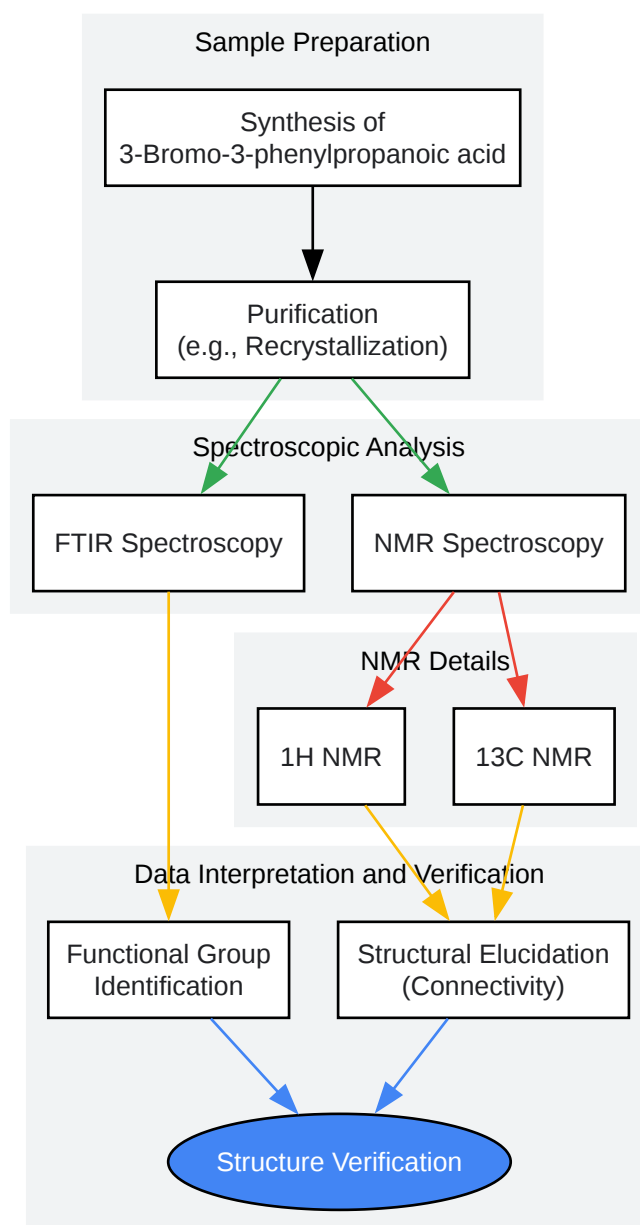 Sample Preparation
Synthesis of
3-Bromo-3-phenylpropanoic acid
Purification
(e.g., Recrystallization)
Spectroscopic Analysis
FTIR Spectroscopy
NMR Spectroscopy
NMR Details
1H NMR
13C NMR
Data Interpretation and Verification
Functional Group
Identification
Structural Elucidation
(Connectivity)
Structure Verification